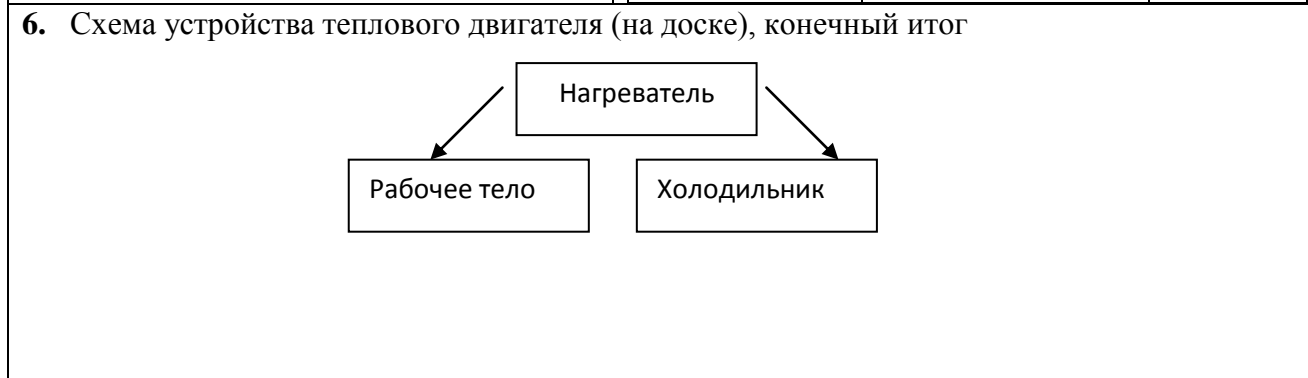 6. Схема устройства теплового двигателя (на доске), конечный итог
Нагреватель
Рабочее тело
Холодильник